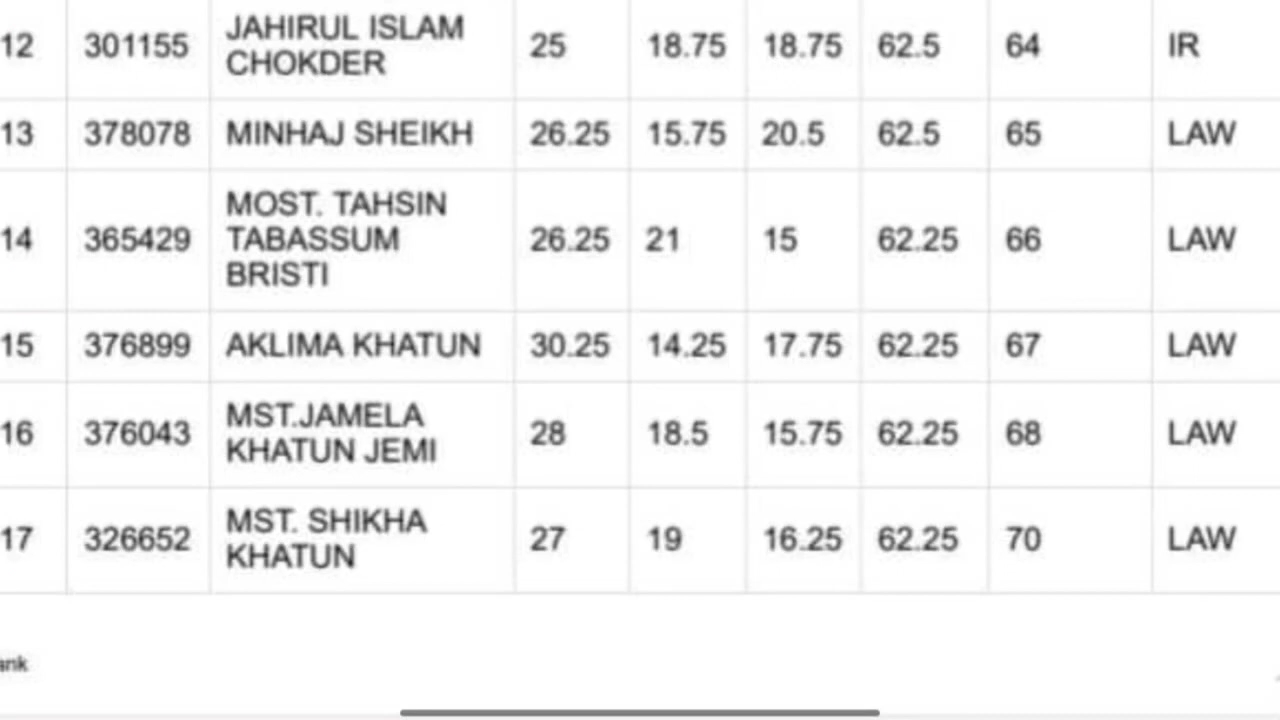 12 301155 JAHIRUL ISLAM CHOKDER 25 18.75 18.75 62.5 64 IR
13 378078 MINHAJ SHEIKH 26.25 15.75 20.5 62.5 65 LAW
14 365429 MOST. TAHSIN TABASSUM BRISTI 26.25 21 15 62.25 66 LAW
15 376899 AKLIMA KHATUN 30.25 14.25 17.75 62.25 67 LAW
16 376043 MST.JAMELA KHATUN JEMI 28 18.5 15.75 62.25 68 LAW
17 326652 MST. SHIKHA KHATUN 27 19 16.25 62.25 70 LAW